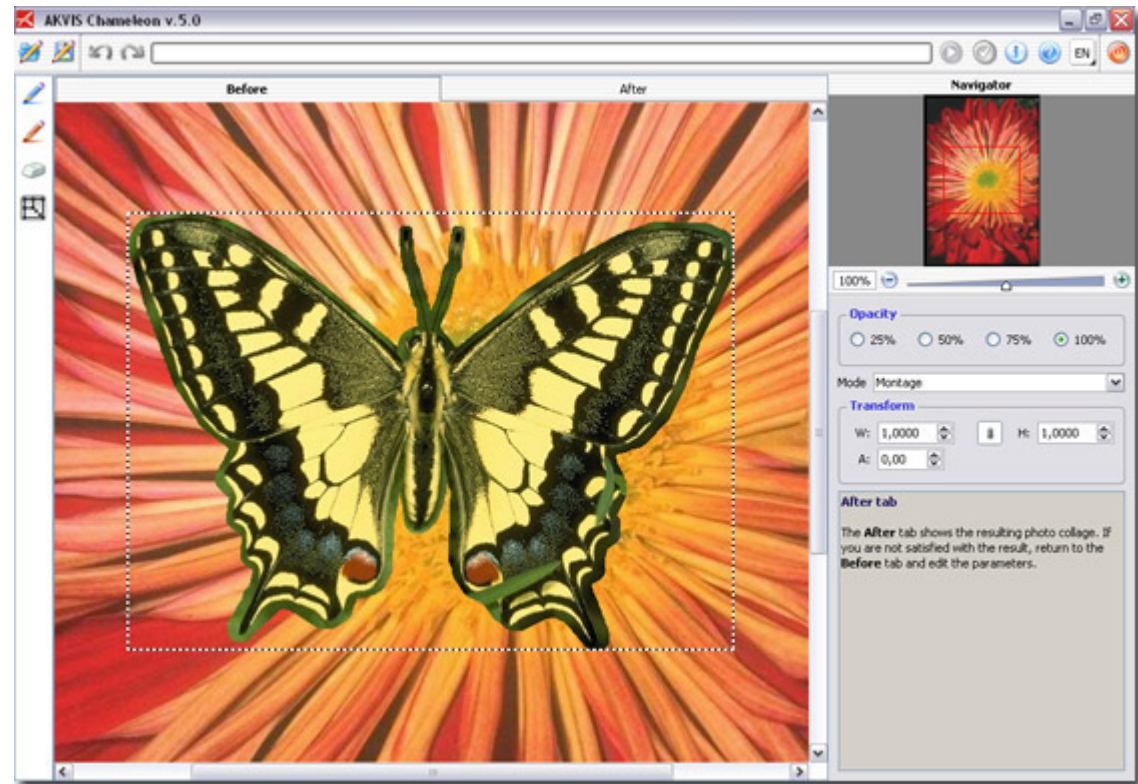 AKVIS Chameleon v.5.0
EN
Before
After
Navigator
100%
Opacity
25%
50%
75%
100%
Mode
Montage
Transform
W:
1,0000
H:
1,0000
A:
0,00
After tab
The After tab shows the resulting photo collage. If
you are not satisfied with the result, return to the
Before tab and edit the parameters.